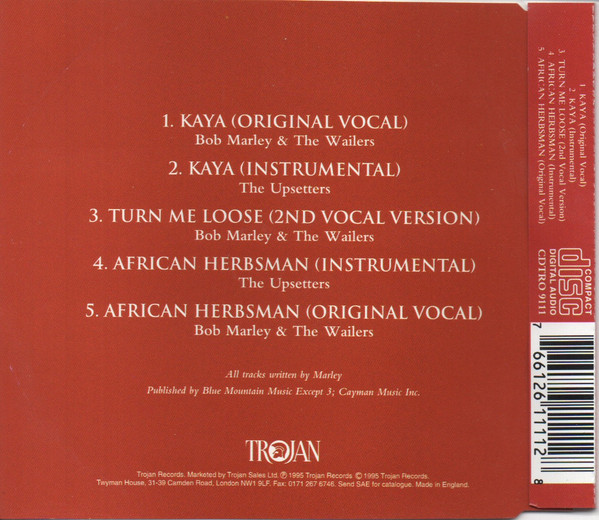 1. KAYA (ORIGINAL VOCAL)
Bob Marley & The Wailers
2. KAYA (INSTRUMENTAL)
The Upsetters
3. TURN ME LOOSE (2ND VOCAL VERSION)
Bob Marley & The Wailers
4. AFRICAN HERBSMAN (INSTRUMENTAL)
The Upsetters
5. AFRICAN HERBSMAN (ORIGINAL VOCAL)
Bob Marley & The Wailers
All tracks written by Marley
Published by Blue Mountain Music Except 3; Cayman Music Inc.
TROJAN
Trojan Records. Marketed by Trojan Sales Ltd. ℗ 1995 Trojan Records © 1995 Trojan Records.
Twyman House, 31-39 Camden Road, London NW1 9LF. Fax: 0171 267 6746. Send SAE for catalogue. Made in England.
1. KAYA (Original Vocal)
2. KAYA (Instrumental)
3. TURN ME LOOSE (2nd Vocal Version)
4. AFRICAN HERBSMAN (Instrumental)
5. AFRICAN HERBSMAN (Original Vocal)
COMPACT
disc
DIGITAL AUDIO
CDTRO 9111
7 66126 11112 8